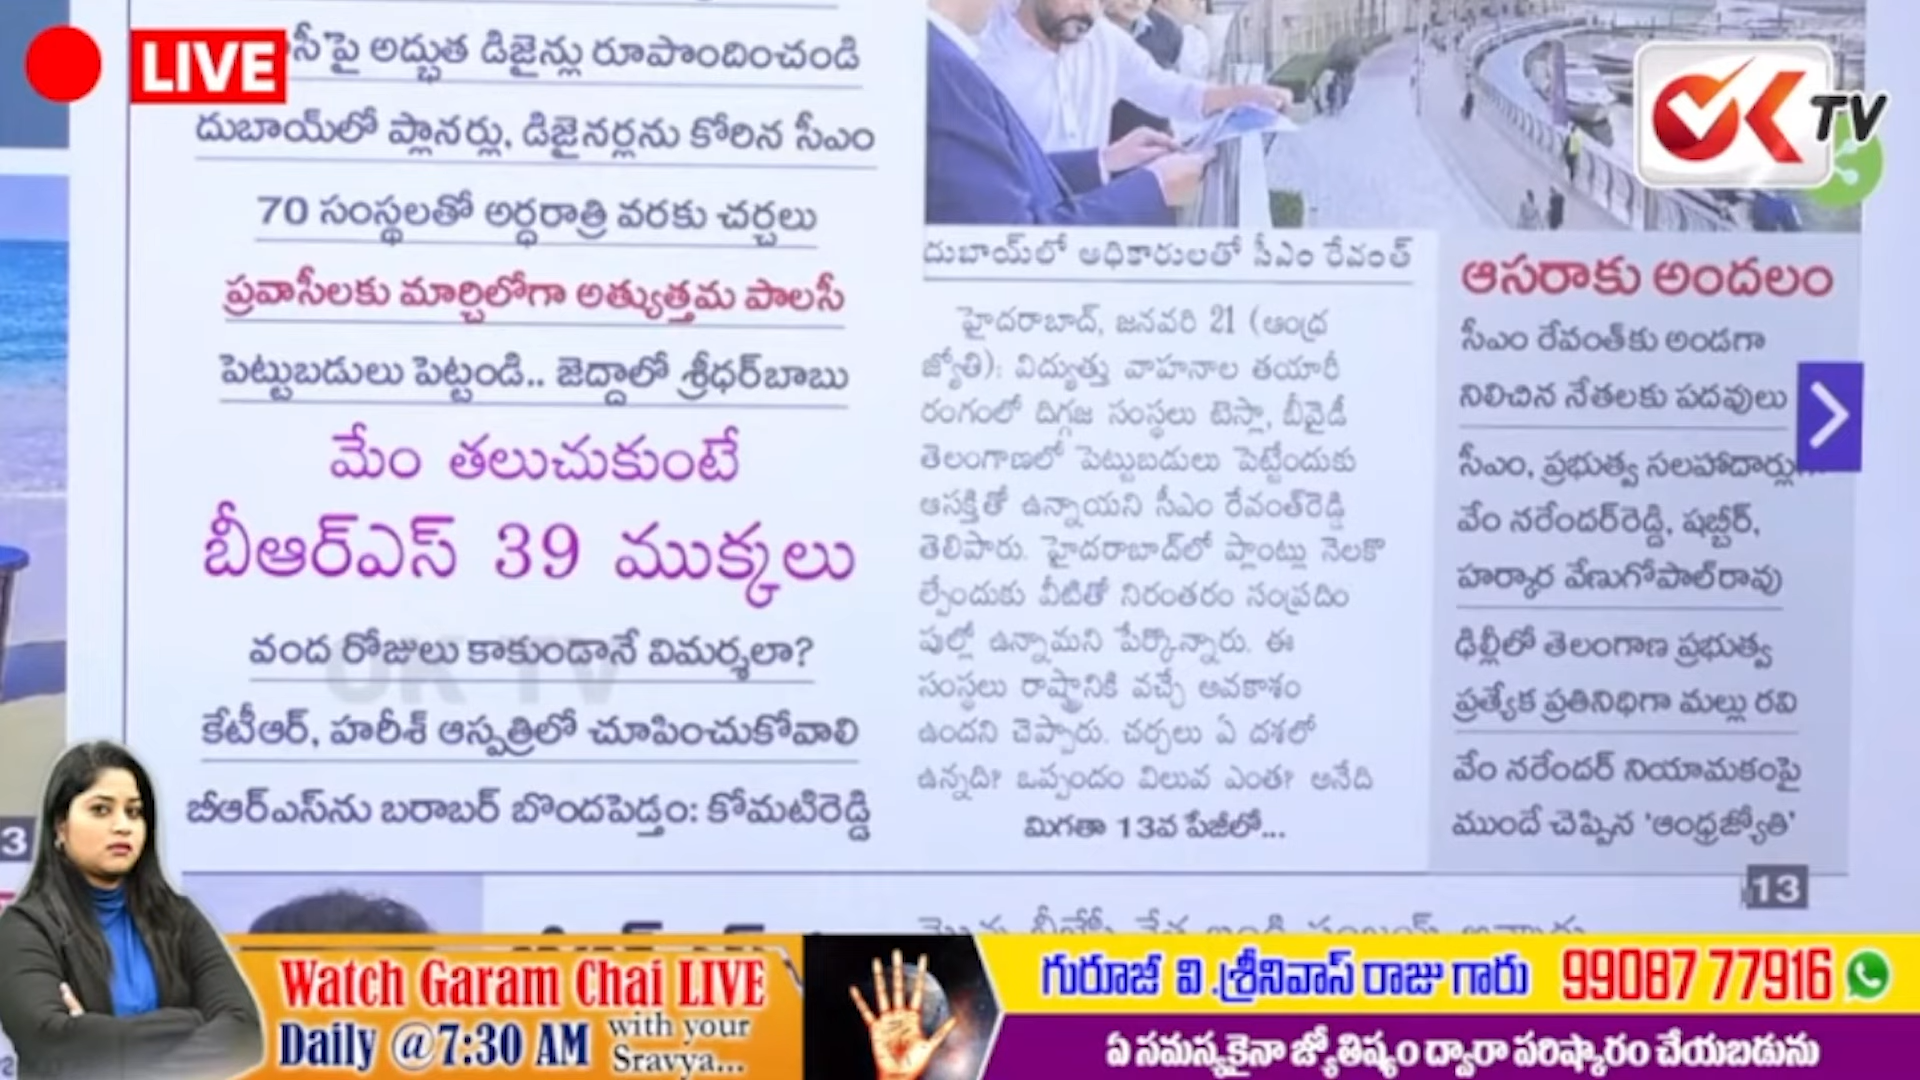 LIVE
సీ'పై అద్భుత డిజైన్లు రూపొందించండి
దుబాయ్‌లో ప్లానర్లు, డిజైనర్లను కోరిన సీఎం
70 సంస్థలతో అర్ధరాత్రి వరకు చర్చలు
ప్రవాసీలకు మార్చిలోగా అత్యుత్తమ పాలసీ
పెట్టుబడులు పెట్టండి.. జెద్దాలో శ్రీధర్‌బాబు
మేం తలుచుకుంటే
బీఆర్ఎస్ 39 ముక్కలు
వంద రోజులు కాకుండానే విమర్శలా?
కేటీఆర్, హరీశ్ ఆస్పత్రిలో చూపించుకోవాలి
బీఆర్ఎస్‌ను బరాబర్ బొందపెడ్తం: కోమటిరెడ్డి
దుబాయ్‌లో అధికారులతో సీఎం రేవంత్
హైదరాబాద్, జనవరి 21 (ఆంధ్ర
జ్యోతి): విద్యుత్తు వాహనాల తయారీ
రంగంలో దిగ్గజ సంస్థలు టెస్లా, బీవైడీ
తెలంగాణలో పెట్టుబడులు పెట్టేందుకు
ఆసక్తితో ఉన్నాయని సీఎం రేవంత్‌రెడ్డి
తెలిపారు. హైదరాబాద్‌లో ప్లాంట్లు నెలకొ
ల్పేందుకు వీటితో నిరంతరం సంప్రదిం
పుల్లో ఉన్నామని పేర్కొన్నారు. ఈ
సంస్థలు రాష్ట్రానికి వచ్చే అవకాశం
ఉందని చెప్పారు. చర్చలు ఏ దశలో
ఉన్నది? ఒప్పందం విలువ ఎంత? అనేది
మిగతా 13వ పేజీలో...
OK TV
ఆసరాకు అందలం
సీఎం రేవంత్‌కు అండగా
నిలిచిన నేతలకు పదవులు
సీఎం, ప్రభుత్వ సలహాదార్లు
వేం నరేందర్‌రెడ్డి, షబ్బీర్,
హర్కార వేణుగోపాల్‌రావు
ఢిల్లీలో తెలంగాణ ప్రభుత్వ
ప్రత్యేక ప్రతినిధిగా మల్లు రవి
వేం నరేందర్ నియామకంపై
ముందే చెప్పిన 'ఆంధ్రజ్యోతి'
13
3
Watch Garam Chai LIVE
Daily @7:30 AM with your Sravya...
గురూజీ వి .శ్రీనివాస్ రాజు గారు 99087 77916
ఏ సమస్యకైనా జ్యోతిష్యం ద్వారా పరిష్కారం చేయబడును